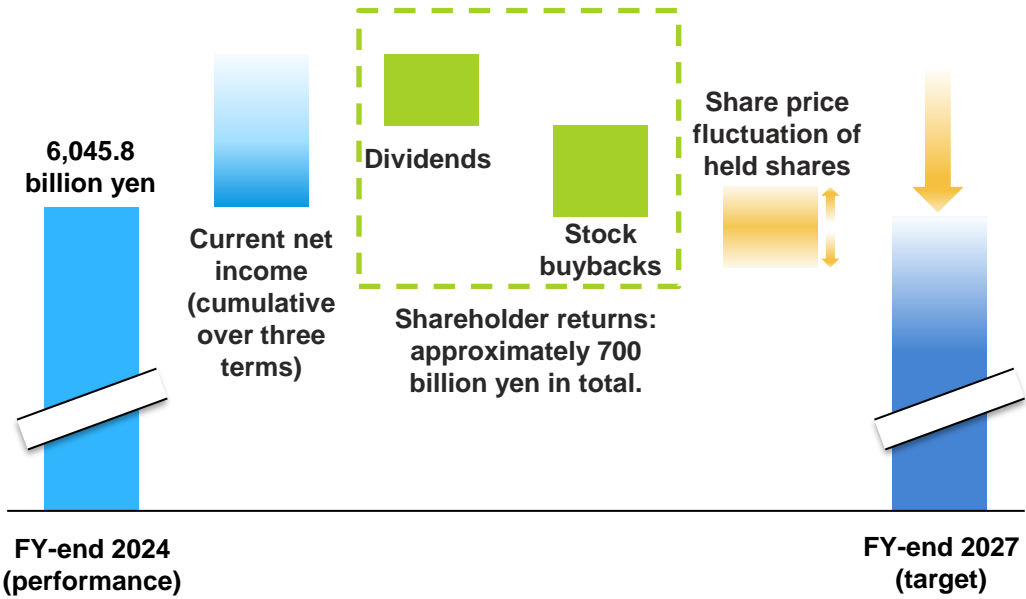 6,045.8
billion yen
Current net
income
(cumulative
over three
terms)
Dividends
Stock
buybacks
Shareholder returns:
approximately 700
billion yen in total.
Share price
fluctuation of
held shares
FY-end 2024
(performance)
FY-end 2027
(target)